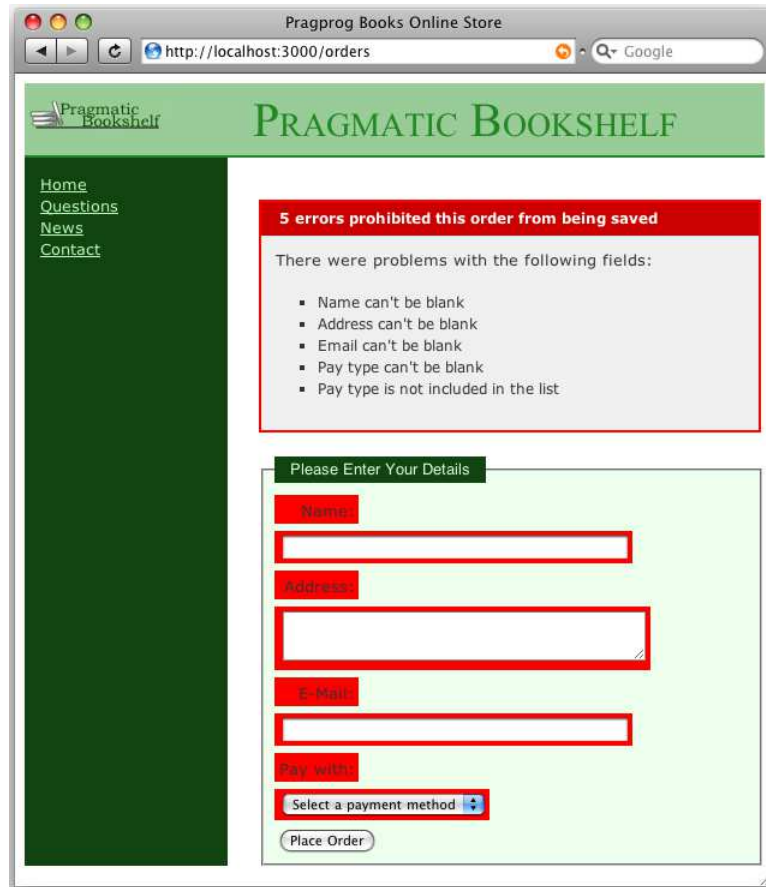 Pragprog Books Online Store
http://localhost:3000/orders
Google
Pragmatic
Bookshelf
PRAGMATIC BOOKSHELF
Home
Questions
News
Contact
5 errors prohibited this order from being saved
There were problems with the following fields:
Name can't be blank
Address can't be blank
Email can't be blank
Pay type can't be blank
Pay type is not included in the list
Please Enter Your Details
Name:
Address:
E-Mail:
Pay with:
Select a payment method
Place Order